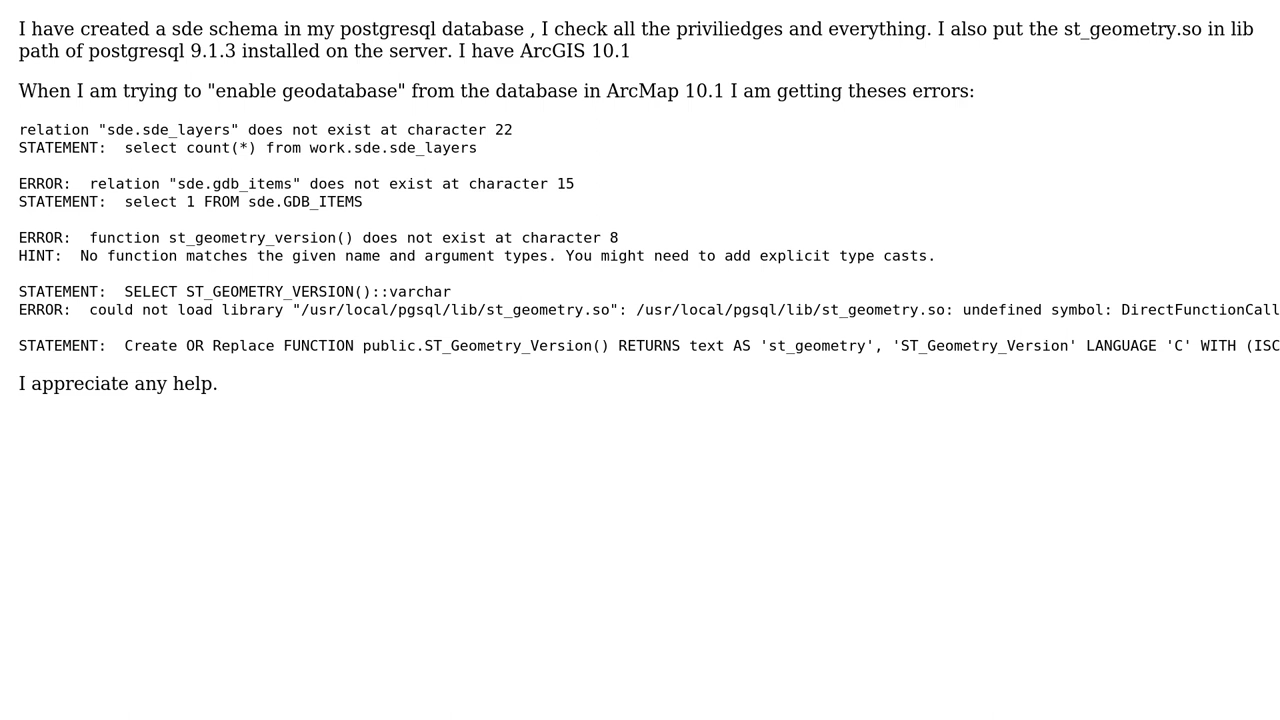 I have created a sde schema in my postgresql database , I check all the priviliedges and everything. I also put the st_geometry.so in lib
path of postgresql 9.1.3 installed on the server. I have ArcGIS 10.1
When I am trying to "enable geodatabase" from the database in ArcMap 10.1 I am getting theses errors:
relation "sde.sde_layers" does not exist at character 22
STATEMENT:  select count(*) from work.sde.sde_layers
ERROR:  relation "sde.gdb_items" does not exist at character 15
STATEMENT:  select 1 FROM sde.GDB_ITEMS
ERROR:  function st_geometry_version() does not exist at character 8
HINT:  No function matches the given name and argument types. You might need to add explicit type casts.
STATEMENT:  SELECT ST_GEOMETRY_VERSION()::varchar
ERROR:  could not load library "/usr/local/pgsql/lib/st_geometry.so": /usr/local/pgsql/lib/st_geometry.so: undefined symbol: DirectFunctionCall
STATEMENT:  Create OR Replace FUNCTION public.ST_Geometry_Version() RETURNS text AS 'st_geometry', 'ST_Geometry_Version' LANGUAGE 'C' WITH (ISC
I appreciate any help.